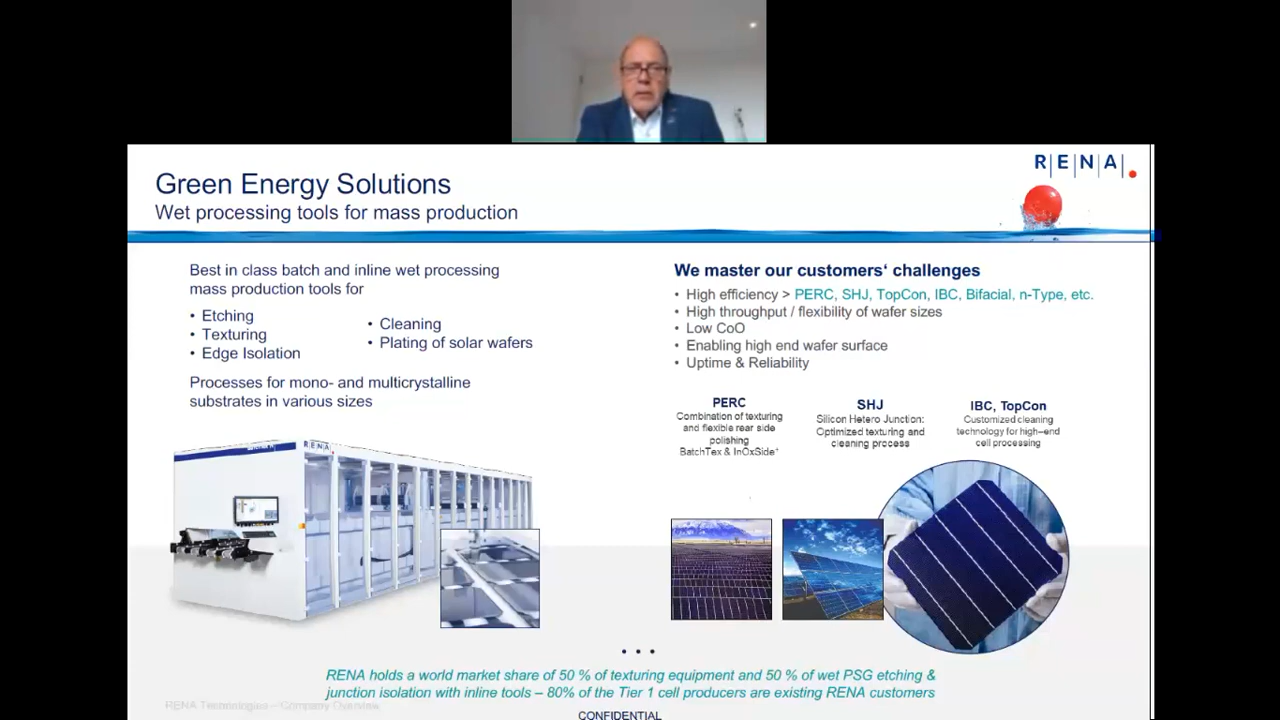 R|E|N|A|.
Green Energy Solutions
Wet processing tools for mass production
Best in class batch and inline wet processing
mass production tools for
• Etching
• Texturing
• Edge Isolation
• Cleaning
• Plating of solar wafers
Processes for mono- and multicrystalline
substrates in various sizes
RENA
We master our customers‘ challenges
• High efficiency > PERC, SHJ, TopCon, IBC, Bifacial, n-Type, etc.
• High throughput / flexibility of wafer sizes
• Low CoO
• Enabling high end wafer surface
• Uptime & Reliability
PERC
Combination of texturing
and flexible rear side
polishing
BatchTex & InOxSide⁺
SHJ
Silicon Hetero Junction:
Optimized texturing and
cleaning process
IBC, TopCon
Customized cleaning
technology for high–end
cell processing
• • •
RENA holds a world market share of 50 % of texturing equipment and 50 % of wet PSG etching &
junction isolation with inline tools – 80% of the Tier 1 cell producers are existing RENA customers
RENA Technologies – Company Overview
CONFIDENTIAL